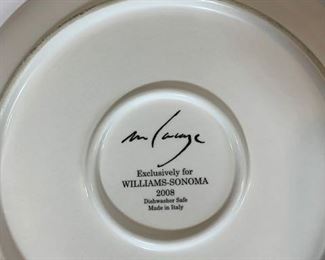 Exclusively for
WILLIAMS-SONOMA
2008
Dishwasher Safe
Made in Italy